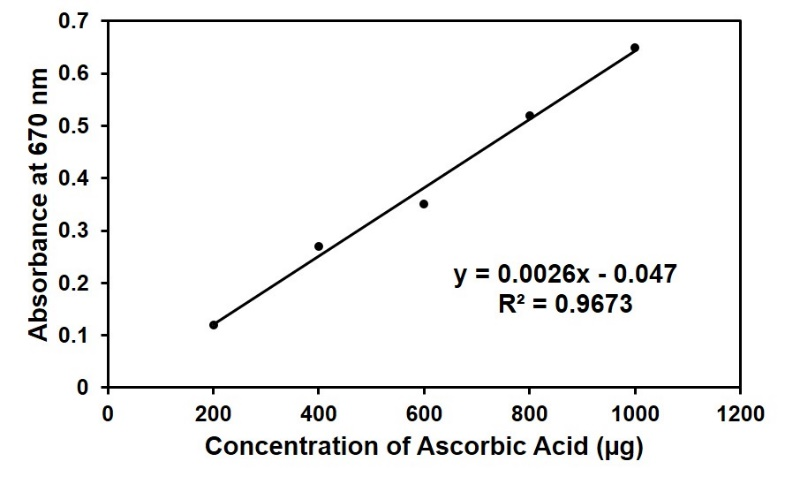 0.7
0.6
0.5
0.4
0.3
0.2
0.1
0
Absorbance at 670 nm
y = 0.0026x - 0.047
R² = 0.9673
0 200 400 600 800 1000 1200
Concentration of Ascorbic Acid (µg)